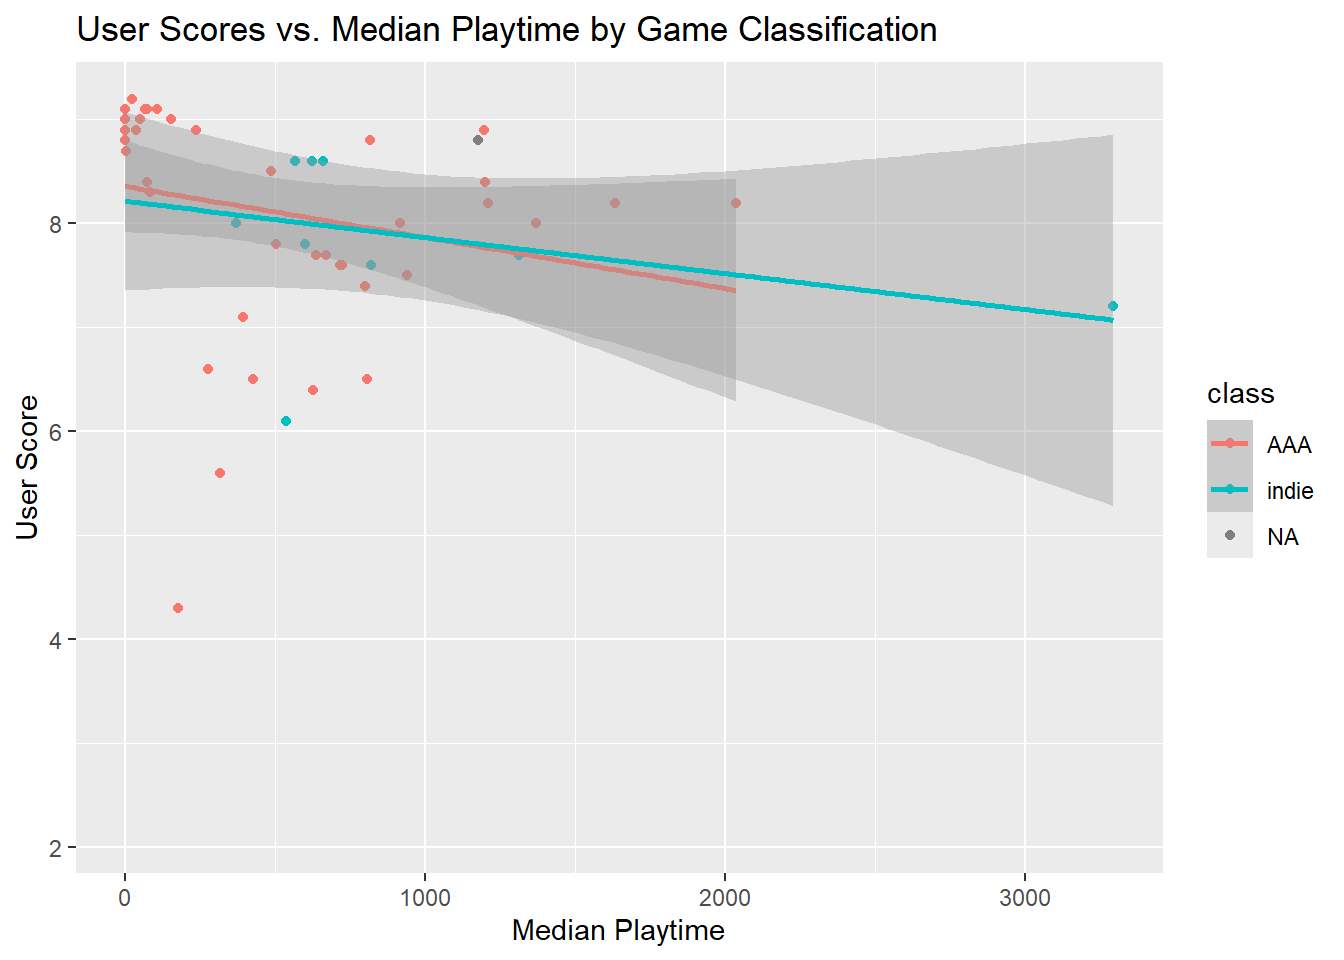 User Scores vs. Median Playtime by Game Classification
User Score
8
6
4
2
0
1000
2000
3000
Median Playtime
class
AAA
indie
NA